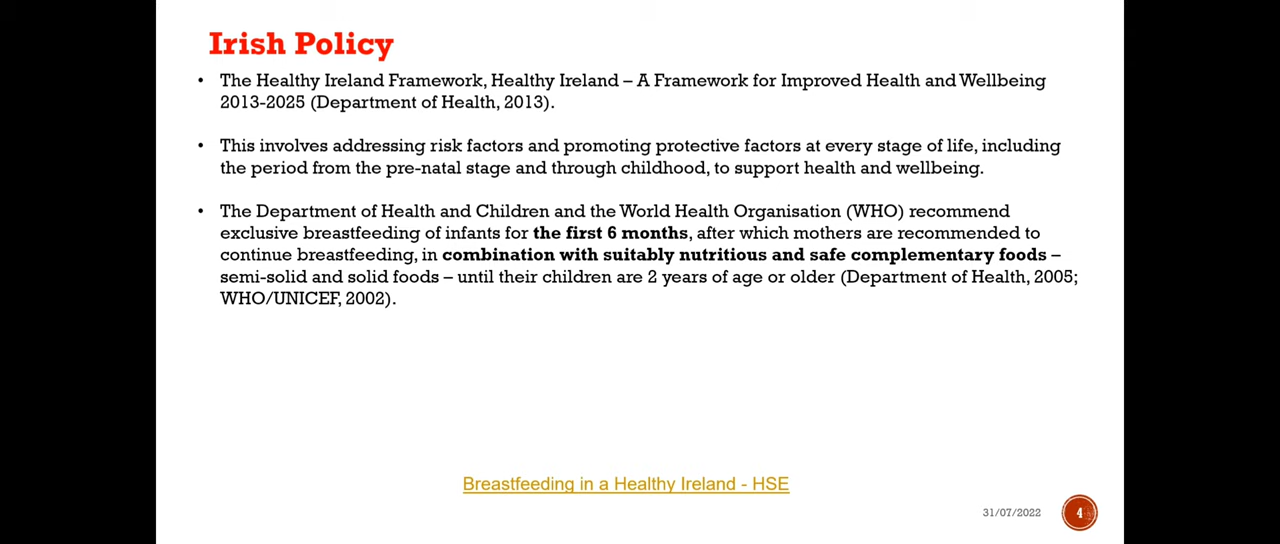 Irish Policy
• The Healthy Ireland Framework, Healthy Ireland – A Framework for Improved Health and Wellbeing
2013-2025 (Department of Health, 2013).
• This involves addressing risk factors and promoting protective factors at every stage of life, including
the period from the pre-natal stage and through childhood, to support health and wellbeing.
• The Department of Health and Children and the World Health Organisation (WHO) recommend
exclusive breastfeeding of infants for the first 6 months, after which mothers are recommended to
continue breastfeeding, in combination with suitably nutritious and safe complementary foods –
semi-solid and solid foods – until their children are 2 years of age or older (Department of Health, 2005;
WHO/UNICEF, 2002).
Breastfeeding in a Healthy Ireland - HSE
31/07/2022
4